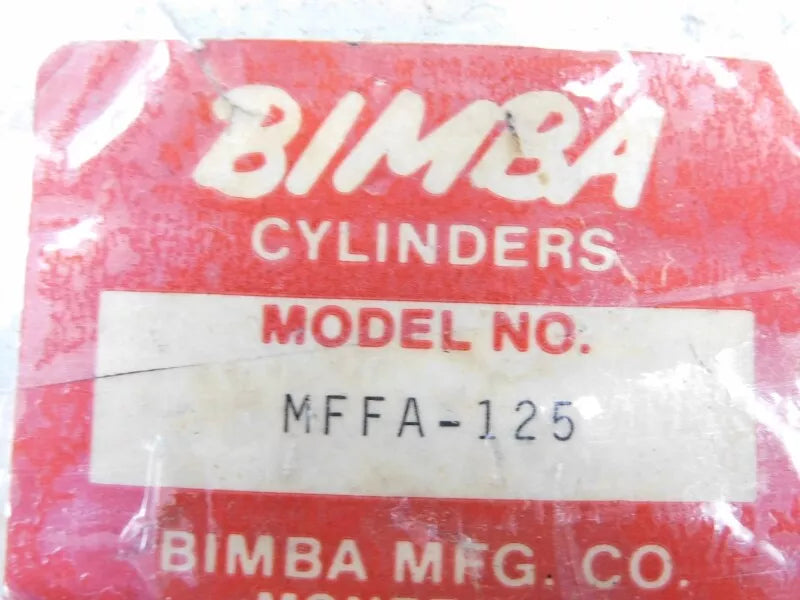 BIMBA
CYLINDERS
MODEL NO.
MFFA-125
BIMBA MFG. CO.